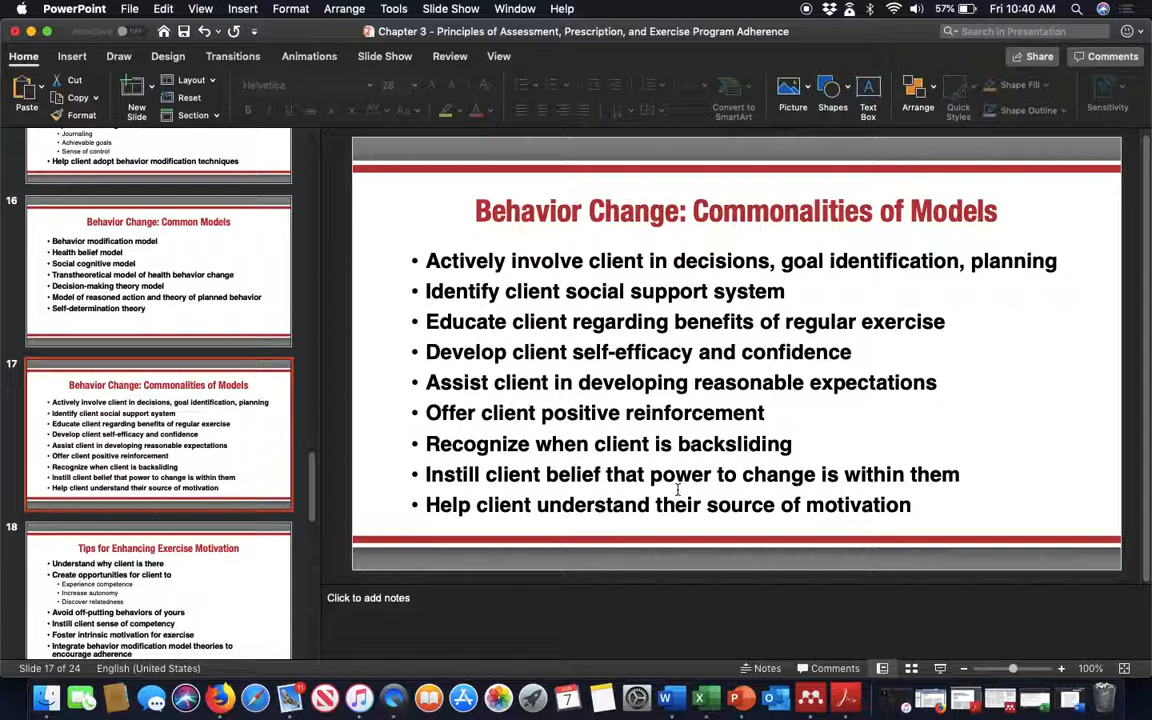 PowerPoint File Edit View Insert Format Arrange Tools Slide Show Window Help 57% Fri 10:40 AM
AutoSave OFF Chapter 3 - Principles of Assessment, Prescription, and Exercise Program Adherence Search in Presentation
Home Insert Draw Design Transitions Animations Slide Show Review View Share Comments
Paste Cut Copy Format New Slide Layout Reset Section Helvetica 28 Convert to SmartArt Picture Shapes Text Box Arrange Quick Styles Shape Fill Shape Outline Sensitivity
• Journaling
• Achievable goals
• Sense of control
• Help client adopt behavior modification techniques
16
Behavior Change: Common Models
• Behavior modification model
• Health belief model
• Social cognitive model
• Transtheoretical model of health behavior change
• Decision-making theory model
• Model of reasoned action and theory of planned behavior
• Self-determination theory
17
Behavior Change: Commonalities of Models
• Actively involve client in decisions, goal identification, planning
• Identify client social support system
• Educate client regarding benefits of regular exercise
• Develop client self-efficacy and confidence
• Assist client in developing reasonable expectations
• Offer client positive reinforcement
• Recognize when client is backsliding
• Instill client belief that power to change is within them
• Help client understand their source of motivation
18
Tips for Enhancing Exercise Motivation
• Understand why client is there
• Create opportunities for client to
• Experience competence
• Increase autonomy
• Discover relatedness
• Avoid off-putting behaviors of yours
• Instill client sense of competency
• Foster intrinsic motivation for exercise
• Integrate behavior modification model theories to
encourage adherence
Behavior Change: Commonalities of Models
• Actively involve client in decisions, goal identification, planning
• Identify client social support system
• Educate client regarding benefits of regular exercise
• Develop client self-efficacy and confidence
• Assist client in developing reasonable expectations
• Offer client positive reinforcement
• Recognize when client is backsliding
• Instill client belief that power to change is within them
• Help client understand their source of motivation
Click to add notes
Slide 17 of 24 English (United States) Notes Comments 100%
11 7